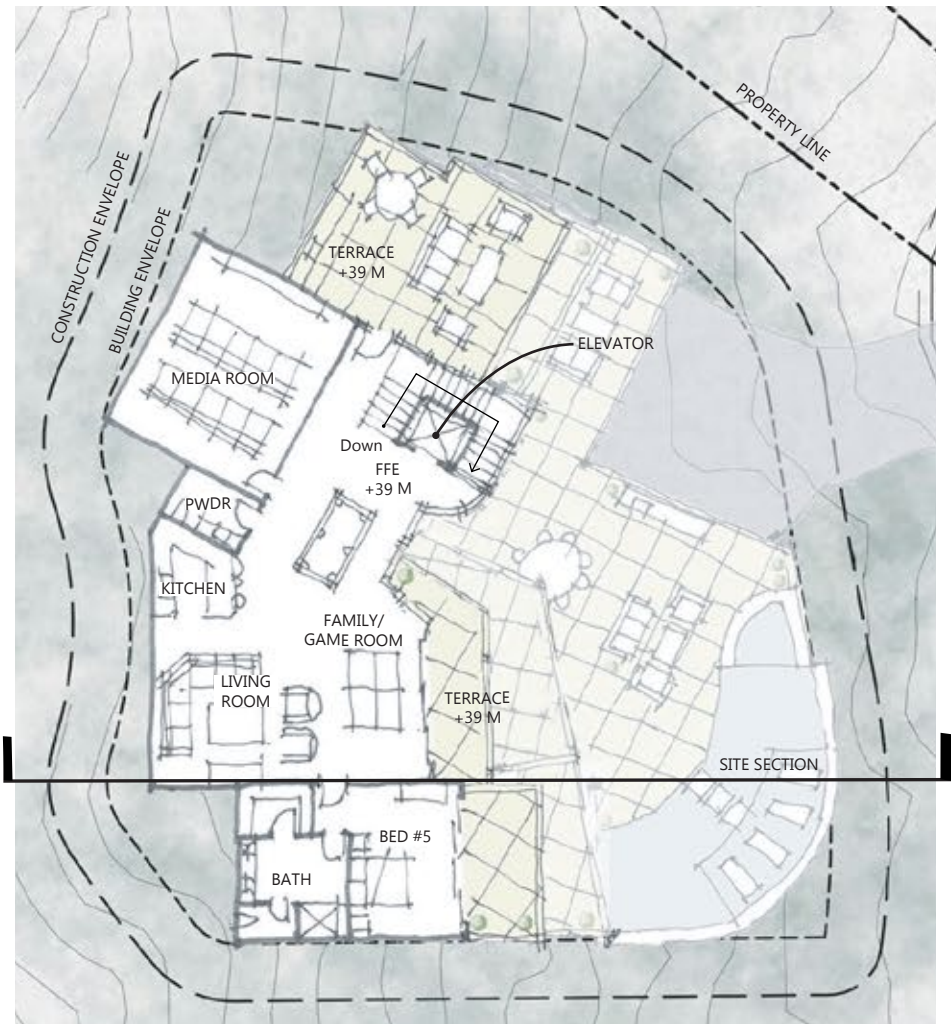 PROPERTY LINE
CONSTRUCTION ENVELOPE
BUILDING ENVELOPE
TERRACE
+39 M
ELEVATOR
MEDIA ROOM
Down
FFE
+39 M
PWDR
KITCHEN
FAMILY/
GAME ROOM
LIVING
ROOM
TERRACE
+39 M
SITE SECTION
BED #5
BATH